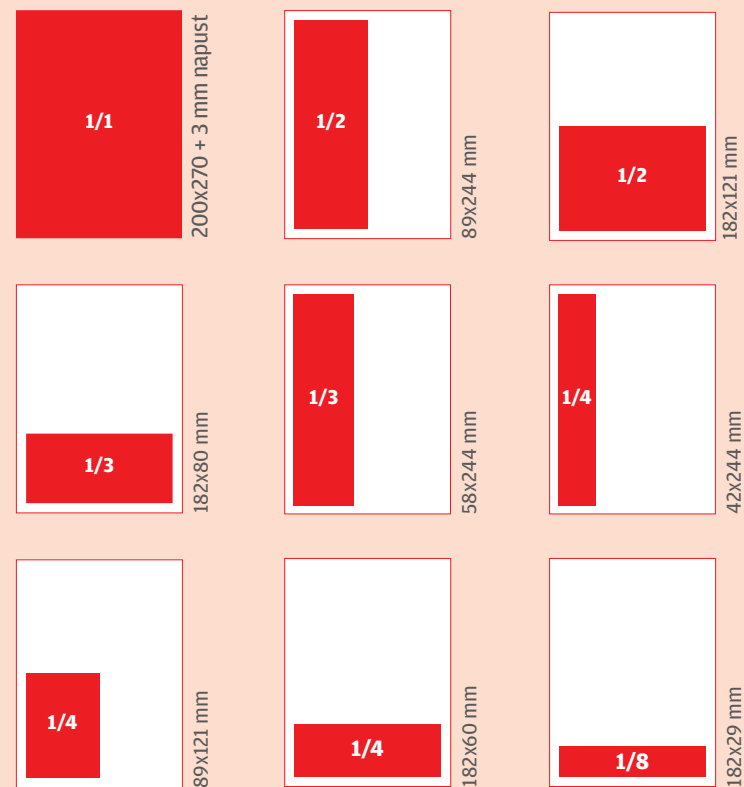 1/1
200x270 + 3 mm napust
1/2
89x244 mm
1/2
182x121 mm
1/3
182x80 mm
1/3
58x244 mm
1/4
42x244 mm
1/4
89x121 mm
1/4
182x60 mm
1/8
182x29 mm